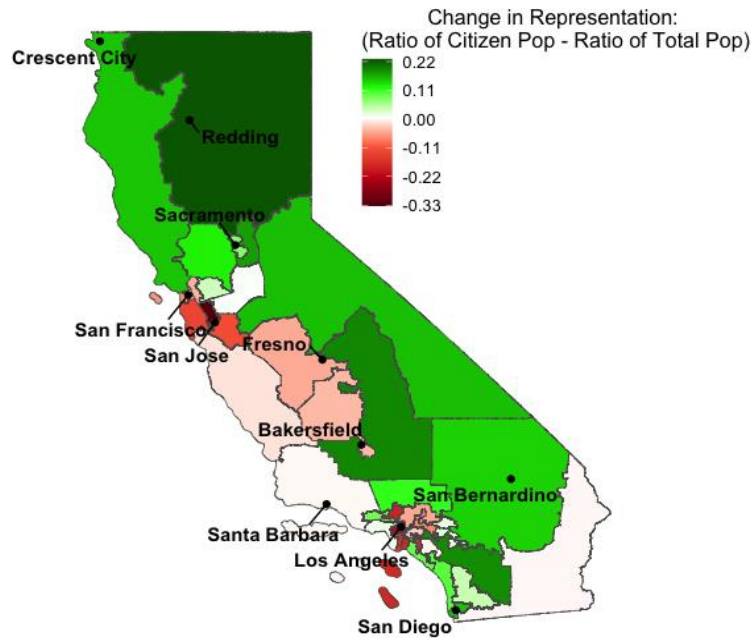 Change in Representation:
(Ratio of Citizen Pop - Ratio of Total Pop)
0.22
0.11
0.00
-0.11
-0.22
-0.33
Crescent City
Redding
Sacramento
San Francisco
San Jose
Fresno
Bakersfield
San Bernardino
Santa Barbara
Los Angeles
San Diego